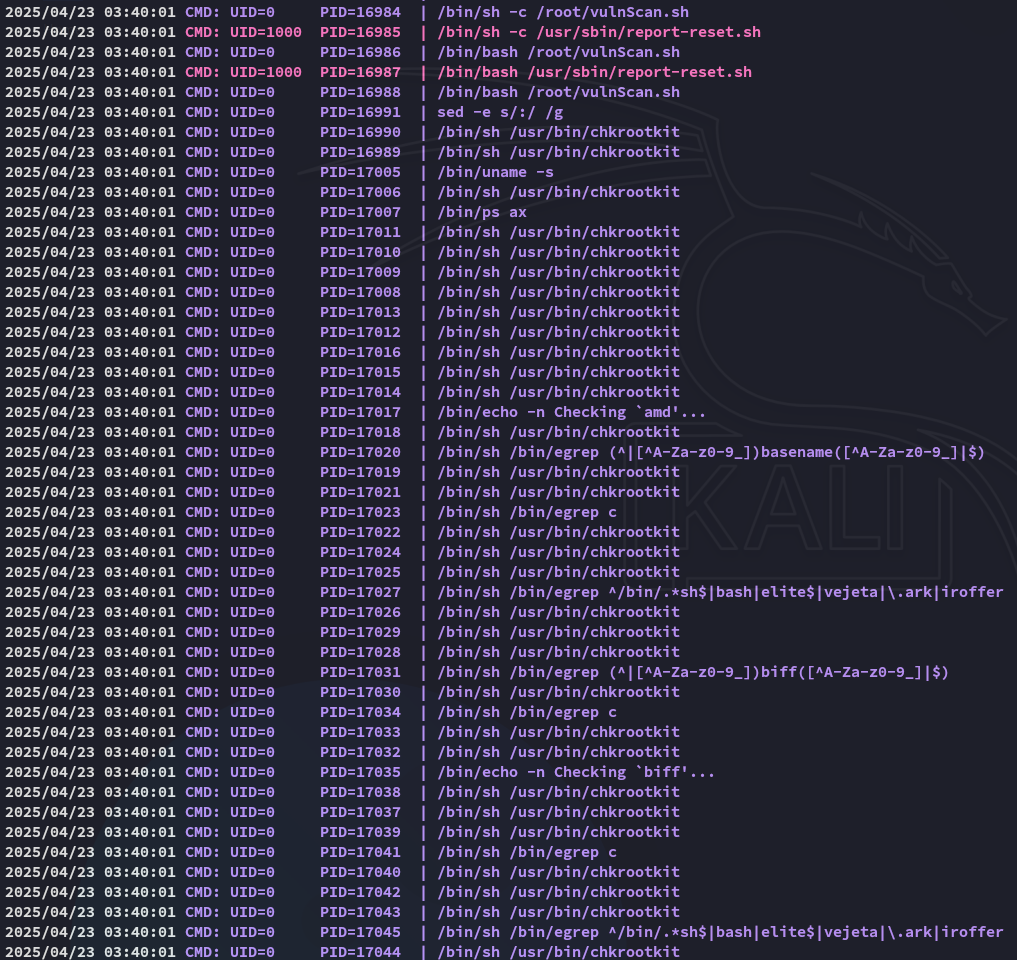 2025/04/23 03:40:01 CMD: UID=0     PID=16984  | /bin/sh -c /root/vulnScan.sh
2025/04/23 03:40:01 CMD: UID=1000  PID=16985  | /bin/sh -c /usr/sbin/report-reset.sh
2025/04/23 03:40:01 CMD: UID=0     PID=16986  | /bin/bash /root/vulnScan.sh
2025/04/23 03:40:01 CMD: UID=1000  PID=16987  | /bin/bash /usr/sbin/report-reset.sh
2025/04/23 03:40:01 CMD: UID=0     PID=16988  | /bin/bash /root/vulnScan.sh
2025/04/23 03:40:01 CMD: UID=0     PID=16991  | sed -e s/:/ /g
2025/04/23 03:40:01 CMD: UID=0     PID=16990  | /bin/sh /usr/bin/chkrootkit
2025/04/23 03:40:01 CMD: UID=0     PID=16989  | /bin/sh /usr/bin/chkrootkit
2025/04/23 03:40:01 CMD: UID=0     PID=17005  | /bin/uname -s
2025/04/23 03:40:01 CMD: UID=0     PID=17006  | /bin/sh /usr/bin/chkrootkit
2025/04/23 03:40:01 CMD: UID=0     PID=17007  | /bin/ps ax
2025/04/23 03:40:01 CMD: UID=0     PID=17011  | /bin/sh /usr/bin/chkrootkit
2025/04/23 03:40:01 CMD: UID=0     PID=17010  | /bin/sh /usr/bin/chkrootkit
2025/04/23 03:40:01 CMD: UID=0     PID=17009  | /bin/sh /usr/bin/chkrootkit
2025/04/23 03:40:01 CMD: UID=0     PID=17008  | /bin/sh /usr/bin/chkrootkit
2025/04/23 03:40:01 CMD: UID=0     PID=17013  | /bin/sh /usr/bin/chkrootkit
2025/04/23 03:40:01 CMD: UID=0     PID=17012  | /bin/sh /usr/bin/chkrootkit
2025/04/23 03:40:01 CMD: UID=0     PID=17016  | /bin/sh /usr/bin/chkrootkit
2025/04/23 03:40:01 CMD: UID=0     PID=17015  | /bin/sh /usr/bin/chkrootkit
2025/04/23 03:40:01 CMD: UID=0     PID=17014  | /bin/sh /usr/bin/chkrootkit
2025/04/23 03:40:01 CMD: UID=0     PID=17017  | /bin/echo -n Checking `amd'...
2025/04/23 03:40:01 CMD: UID=0     PID=17018  | /bin/sh /usr/bin/chkrootkit
2025/04/23 03:40:01 CMD: UID=0     PID=17020  | /bin/sh /bin/egrep (^|[^A-Za-z0-9_])basename([^A-Za-z0-9_]|$)
2025/04/23 03:40:01 CMD: UID=0     PID=17019  | /bin/sh /usr/bin/chkrootkit
2025/04/23 03:40:01 CMD: UID=0     PID=17021  | /bin/sh /usr/bin/chkrootkit
2025/04/23 03:40:01 CMD: UID=0     PID=17023  | /bin/sh /bin/egrep c
2025/04/23 03:40:01 CMD: UID=0     PID=17022  | /bin/sh /usr/bin/chkrootkit
2025/04/23 03:40:01 CMD: UID=0     PID=17024  | /bin/sh /usr/bin/chkrootkit
2025/04/23 03:40:01 CMD: UID=0     PID=17025  | /bin/sh /usr/bin/chkrootkit
2025/04/23 03:40:01 CMD: UID=0     PID=17027  | /bin/sh /bin/egrep ^/bin/.*sh$|bash|elite$|vejeta|\.ark|iroffer
2025/04/23 03:40:01 CMD: UID=0     PID=17026  | /bin/sh /usr/bin/chkrootkit
2025/04/23 03:40:01 CMD: UID=0     PID=17029  | /bin/sh /usr/bin/chkrootkit
2025/04/23 03:40:01 CMD: UID=0     PID=17028  | /bin/sh /usr/bin/chkrootkit
2025/04/23 03:40:01 CMD: UID=0     PID=17031  | /bin/sh /bin/egrep (^|[^A-Za-z0-9_])biff([^A-Za-z0-9_]|$)
2025/04/23 03:40:01 CMD: UID=0     PID=17030  | /bin/sh /usr/bin/chkrootkit
2025/04/23 03:40:01 CMD: UID=0     PID=17034  | /bin/sh /bin/egrep c
2025/04/23 03:40:01 CMD: UID=0     PID=17033  | /bin/sh /usr/bin/chkrootkit
2025/04/23 03:40:01 CMD: UID=0     PID=17032  | /bin/sh /usr/bin/chkrootkit
2025/04/23 03:40:01 CMD: UID=0     PID=17035  | /bin/echo -n Checking `biff'...
2025/04/23 03:40:01 CMD: UID=0     PID=17038  | /bin/sh /usr/bin/chkrootkit
2025/04/23 03:40:01 CMD: UID=0     PID=17037  | /bin/sh /usr/bin/chkrootkit
2025/04/23 03:40:01 CMD: UID=0     PID=17039  | /bin/sh /usr/bin/chkrootkit
2025/04/23 03:40:01 CMD: UID=0     PID=17041  | /bin/sh /bin/egrep c
2025/04/23 03:40:01 CMD: UID=0     PID=17040  | /bin/sh /usr/bin/chkrootkit
2025/04/23 03:40:01 CMD: UID=0     PID=17042  | /bin/sh /usr/bin/chkrootkit
2025/04/23 03:40:01 CMD: UID=0     PID=17043  | /bin/sh /usr/bin/chkrootkit
2025/04/23 03:40:01 CMD: UID=0     PID=17045  | /bin/sh /bin/egrep ^/bin/.*sh$|bash|elite$|vejeta|\.ark|iroffer
2025/04/23 03:40:01 CMD: UID=0     PID=17044  | /bin/sh /usr/bin/chkrootkit
KALI